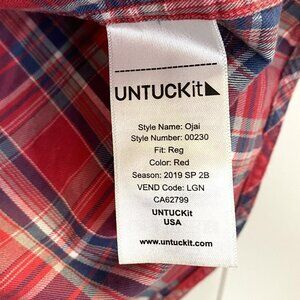 UNTUCKit
Style Name: Ojai
Style Number: 00230
Fit: Reg
Color: Red
Season: 2019 SP 2B
VEND Code: LGN
CA62799
UNTUCKit
USA
www.untuckit.com